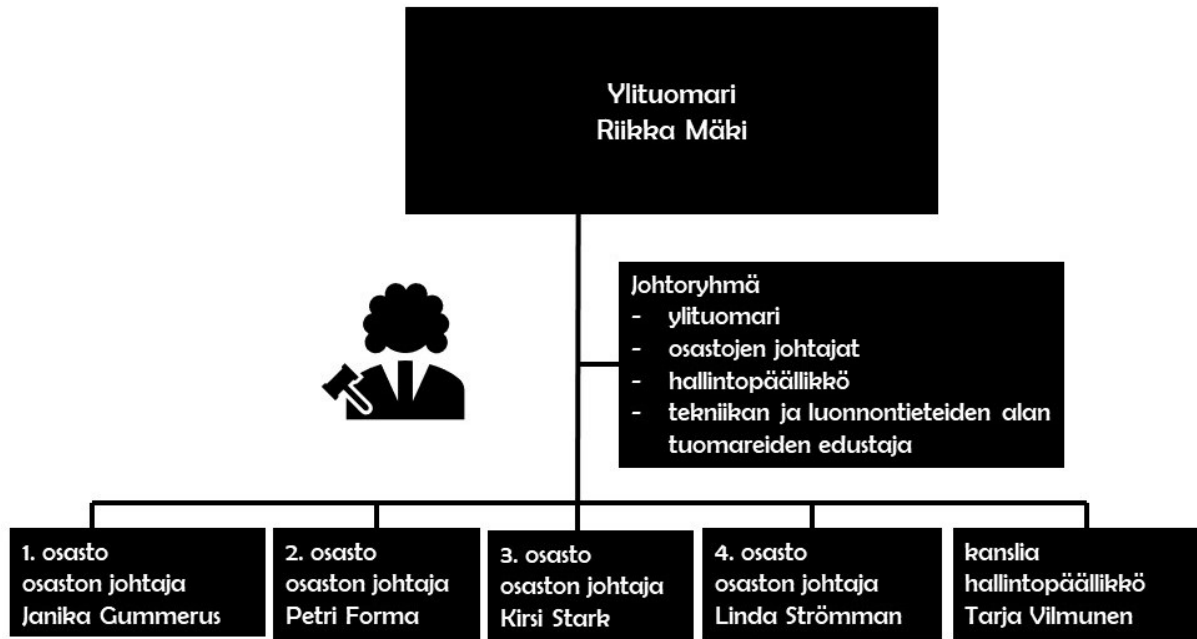 Ylituomari
Riikka Mäki
Johtoryhmä
- ylituomari
- osastojen johtajat
- hallintopäällikkö
- tekniikan ja luonnontieteiden alan
tuomareiden edustaja
1. osasto
osaston johtaja
Janika Gummerus
2. osasto
osaston johtaja
Petri Forma
3. osasto
osaston johtaja
Kirsi Stark
4. osasto
osaston johtaja
Linda Strömman
kanslia
hallintopäällikkö
Tarja Vilmunen